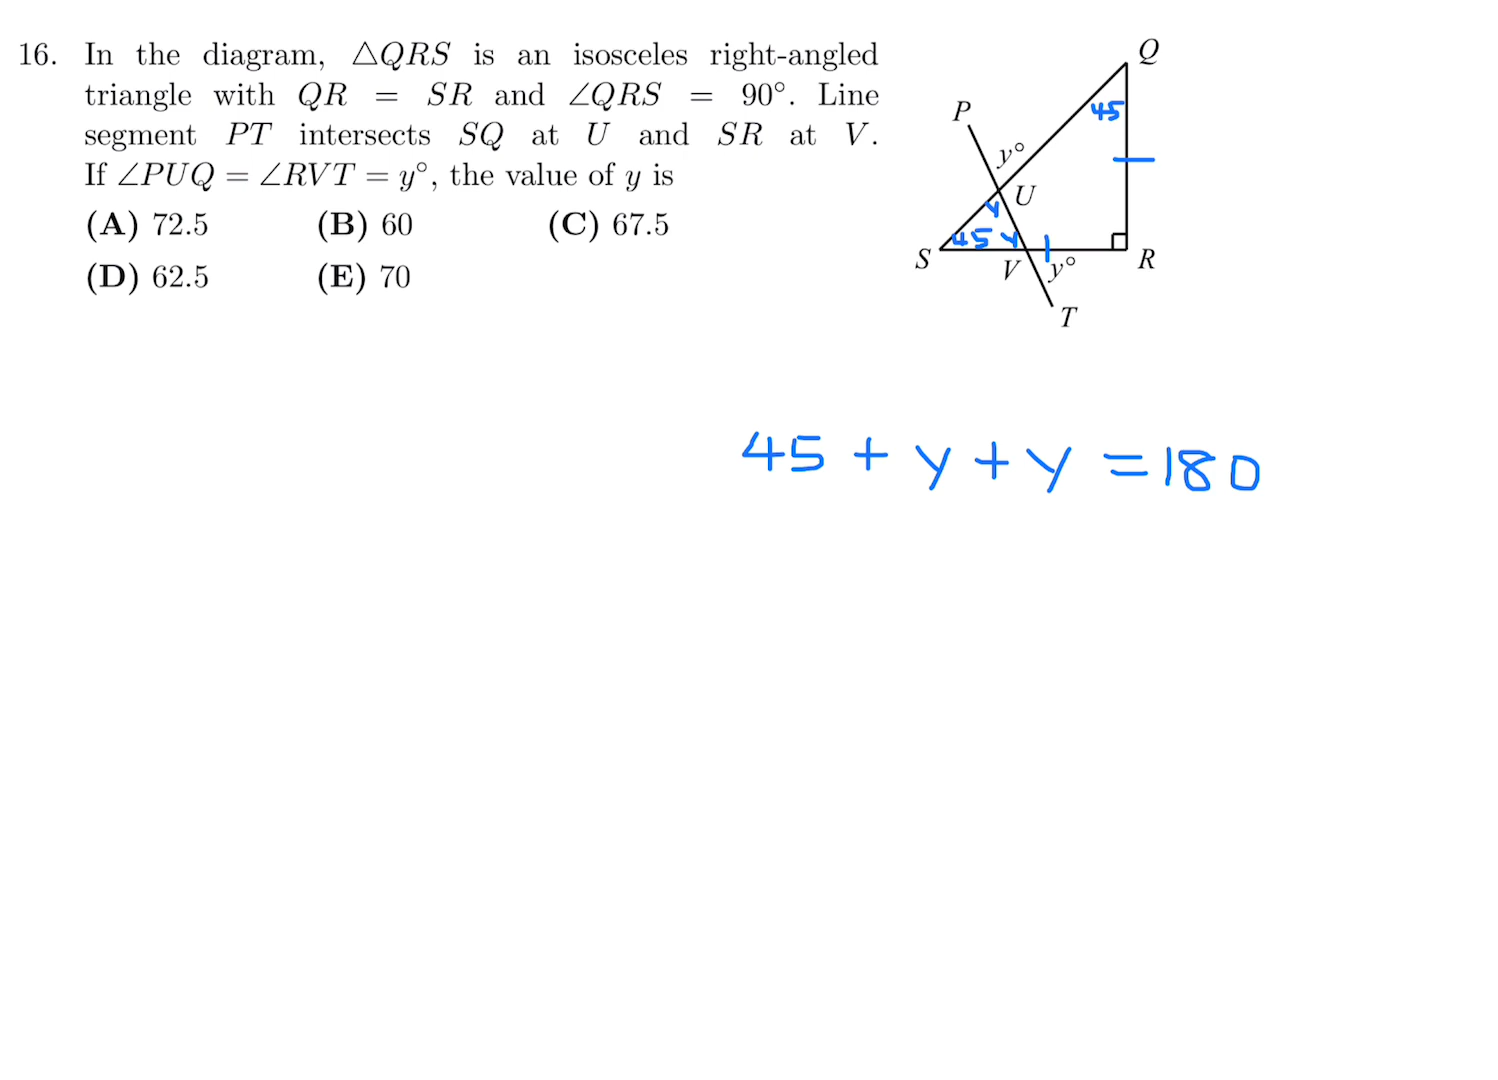 16. In the diagram, △QRS is an isosceles right-angled
triangle with QR = SR and ∠QRS = 90°. Line
segment PT intersects SQ at U and SR at V.
If ∠PUQ = ∠RVT = y°, the value of y is
(A) 72.5 (B) 60 (C) 67.5
(D) 62.5 (E) 70
Q
45
P
y°
U
y
45 y
S
V
y°
R
T
45 + y + y = 180